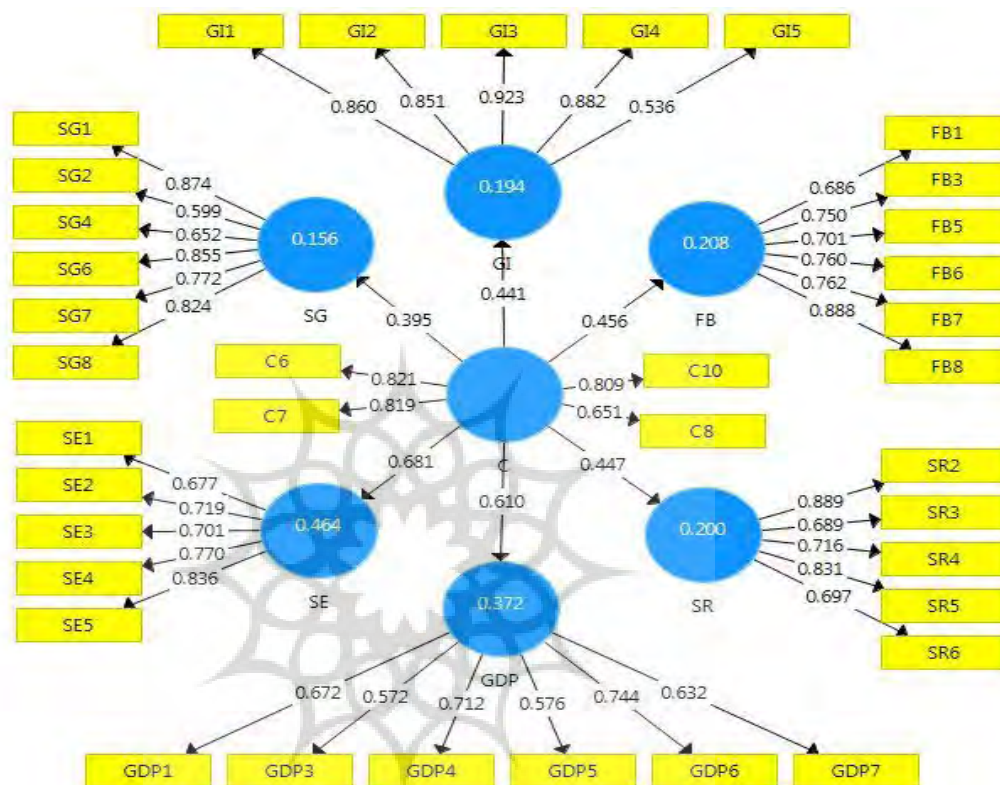 GI1 GI2 GI3 GI4 GI5
0.860 0.851 0.923 0.882 0.536
0.194
GI
0.441
SG1
SG2
SG4
SG6
SG7
SG8
0.874
0.599
0.652
0.855
0.772
0.824
0.156
SG
0.395
FB1
FB3
FB5
FB6
FB7
FB8
0.686
0.750
0.701
0.760
0.762
0.888
0.208
FB
0.456
C6
C7
0.821
0.819
C10
C8
0.809
0.651
C
SE1
SE2
SE3
SE4
SE5
0.677
0.719
0.701
0.770
0.836
0.464
SE
0.681
0.610
0.447
SR2
SR3
SR4
SR5
SR6
0.889
0.689
0.716
0.831
0.697
0.200
SR
0.372
GDP
0.672 0.572 0.712 0.576 0.744 0.632
GDP1 GDP3 GDP4 GDP5 GDP6 GDP7